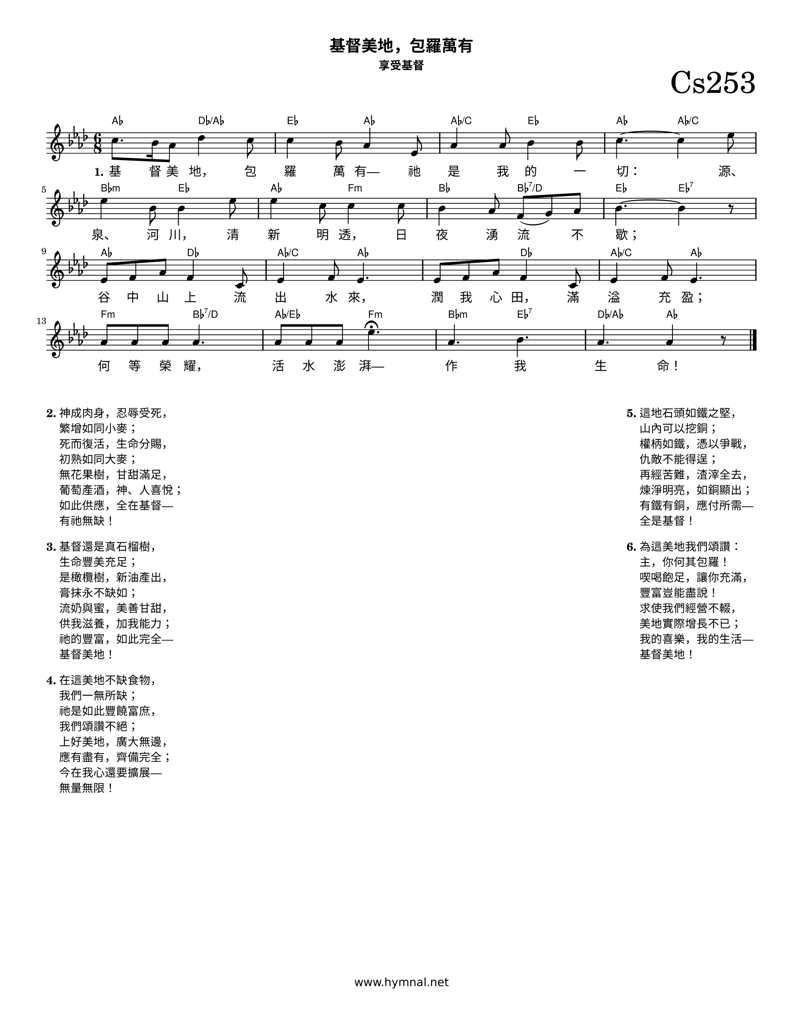 基督美地，包羅萬有
享受基督
Cs253
A♭ D♭/A♭ E♭ A♭ A♭/C E♭ A♭ A♭/C
1. 基 督 美 地， 包 羅 萬 有— 祂 是 我 的 一 切： 源、
5 B♭m E♭ A♭ Fm B♭ B♭7/D E♭ E♭7
泉、 河 川， 清 新 明 透， 日 夜 湧 流 不 歇；
9 A♭ D♭ A♭/C A♭ D♭ A♭/C A♭
谷 中 山 上 流 出 水 來， 潤 我 心 田， 滿 溢 充 盈；
13 Fm B♭7/D A♭/E♭ Fm B♭m E♭7 D♭/A♭ A♭
何 等 榮 耀， 活 水 澎 湃— 作 我 生 命！
2. 神成肉身，忍辱受死，
繁增如同小麥；
死而復活，生命分賜，
初熟如同大麥；
無花果樹，甘甜滿足，
葡萄產酒，神、人喜悅；
如此供應，全在基督—
有祂無缺！
3. 基督還是真石榴樹，
生命豐美充足；
是橄欖樹，新油產出，
膏抹永不缺如；
流奶與蜜，美善甘甜，
供我滋養，加我能力；
祂的豐富，如此完全—
基督美地！
4. 在這美地不缺食物，
我們一無所缺；
祂是如此豐饒富庶，
我們頌讚不絕；
上好美地，廣大無邊，
應有盡有，齊備完全；
今在我心還要擴展—
無量無限！
5. 這地石頭如鐵之堅，
山內可以挖銅；
權柄如鐵，憑以爭戰，
仇敵不能得逞；
再經苦難，渣滓全去，
煉淨明亮，如銅顯出；
有鐵有銅，應付所需—
全是基督！
6. 為這美地我們頌讚：
主，你何其包羅！
喫喝飽足，讓你充滿，
豐富豈能盡說！
求使我們經營不輟，
美地實際增長不已；
我的喜樂，我的生活—
基督美地！
www.hymnal.net